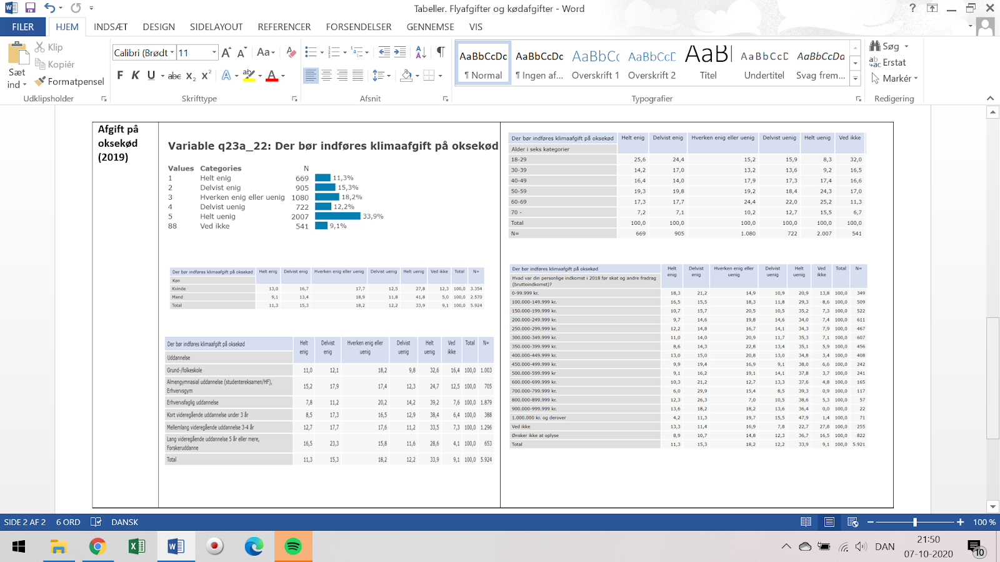 Tabeller. Flyafgifter og kødafgifter - Word
?
FILER HJEM INDSÆT DESIGN SIDELAYOUT REFERENCER FORSENDELSER GENNEMSE VIS
Sæt ind
Klip
Kopiér
Formatpensel
Udklipsholder
Calibri (Brødt 11
Aa
F K U abc x₂ x²
Skrifttype
Afsnit
AaBbCcDc AaBbCcDc AaBbCc AaBbCcD AaB AaBbCcD AaBbCcDa
¶ Normal ¶ Ingen af... Overskrift 1 Overskrift 2 Titel Undertitel Svag frem...
Typografier
Søg
Erstat
Markér
Redigering
Afgift på
oksekød
(2019)
Variable q23a_22: Der bør indføres klimaafgift på oksekød
Values Categories N
1 Helt enig 669 11,3%
2 Delvist enig 905 15,3%
3 Hverken enig eller uenig 1080 18,2%
4 Delvist uenig 722 12,2%
5 Helt uenig 2007 33,9%
88 Ved ikke 541 9,1%
Der bør indføres klimaafgift på oksekød Helt enig Delvist enig Hverken enig eller uenig Delvist uenig Helt uenig Ved ikke Total N=
Køn
Kvinde 13,0 16,7 17,7 12,5 27,8 12,3 100,0 3.354
Mand 9,1 13,4 18,9 11,8 41,8 5,0 100,0 2.570
Total 11,3 15,3 18,2 12,2 33,9 9,1 100,0 5.924
Der bør indføres klimaafgift på oksekød Helt enig Delvist enig Hverken enig eller uenig Delvist uenig Helt uenig Ved ikke Total N=
Uddannelse
Grund-/folkeskole 11,0 12,1 18,2 9,8 32,6 16,4 100,0 1.003
Almengymnasial uddannelse (studentereksamen/HF), Erhvervsgym 15,2 17,9 17,4 12,3 24,7 12,5 100,0 705
Erhvervsfaglig uddannelse 7,8 11,2 20,2 14,2 39,2 7,6 100,0 1.879
Kort videregående uddannelse under 3 år 8,5 17,3 16,5 12,9 38,4 6,4 100,0 388
Mellemlang videregående uddannelse 3-4 år 12,7 17,7 17,6 11,2 33,5 7,3 100,0 1.296
Lang videregående uddannelse 5 år eller mere, Forskeruddanne 16,5 23,3 15,8 11,6 28,6 4,1 100,0 653
Total 11,3 15,3 18,2 12,2 33,9 9,1 100,0 5.924
Der bør indføres klimaafgift på oksekød Helt enig Delvist enig Hverken enig eller uenig Delvist uenig Helt uenig Ved ikke
Alder i seks kategorier
18-29 25,6 24,4 15,2 15,9 8,3 32,0
30-39 14,2 17,0 13,2 13,6 9,2 16,5
40-49 16,4 14,0 17,9 17,3 17,4 16,6
50-59 19,3 19,8 19,2 18,4 24,3 17,0
60-69 17,3 17,7 24,4 22,0 25,2 11,3
70 - 7,2 7,1 10,2 12,7 15,5 6,7
Total 100,0 100,0 100,0 100,0 100,0 100,0
N= 669 905 1.080 722 2.007 541
Der bør indføres klimaafgift på oksekød Helt enig Delvist enig Hverken enig eller uenig Delvist uenig Helt uenig Ved ikke Total N=
Hvad var din personlige indkomst i 2018 før skat og andre fradrag (bruttoindkomst)?
0-99.999 kr. 18,3 21,2 14,9 10,9 20,9 13,8 100,0 349
100.000-149.999 kr. 16,5 15,5 18,3 11,8 29,3 8,6 100,0 509
150.000-199.999 kr. 10,7 15,7 20,5 10,5 35,2 7,3 100,0 522
200.000-249.999 kr. 9,7 14,6 19,8 14,6 34,0 7,4 100,0 611
250.000-299.999 kr. 12,2 14,8 16,7 14,1 34,3 7,9 100,0 467
300.000-349.999 kr. 11,0 14,0 20,9 11,7 35,3 7,1 100,0 607
350.000-399.999 kr. 8,6 14,3 22,8 13,4 35,1 5,9 100,0 456
400.000-449.999 kr. 13,0 15,0 20,8 13,0 34,8 3,4 100,0 408
450.000-499.999 kr. 9,9 19,4 16,9 9,1 38,0 6,6 100,0 242
500.000-599.999 kr 9,1 16,2 19,1 14,1 37,8 3,7 100,0 241
600.000-699.999 kr. 10,3 21,2 12,7 13,3 37,6 4,8 100,0 165
700.000-799.999 kr. 6,0 29,9 15,4 8,5 39,3 0,9 100,0 117
800.000-899.999 kr. 12,3 26,3 7,0 10,5 38,6 5,3 100,0 57
900.000-999.999 kr. 13,6 18,2 18,2 13,6 36,4 0,0 100,0 22
1.000.000 kr. og derover 4,2 11,3 19,7 15,5 47,9 1,4 100,0 71
Ved ikke 13,3 11,4 16,9 7,8 22,7 27,8 100,0 255
Ønsker ikke at oplyse 8,9 10,7 14,8 12,3 36,7 16,5 100,0 822
Total 11,3 15,3 18,2 12,2 33,9 9,1 100,0 5.921
SIDE 2 AF 2 6 ORD DANSK 100 %
DAN 21:50
07-10-2020
10